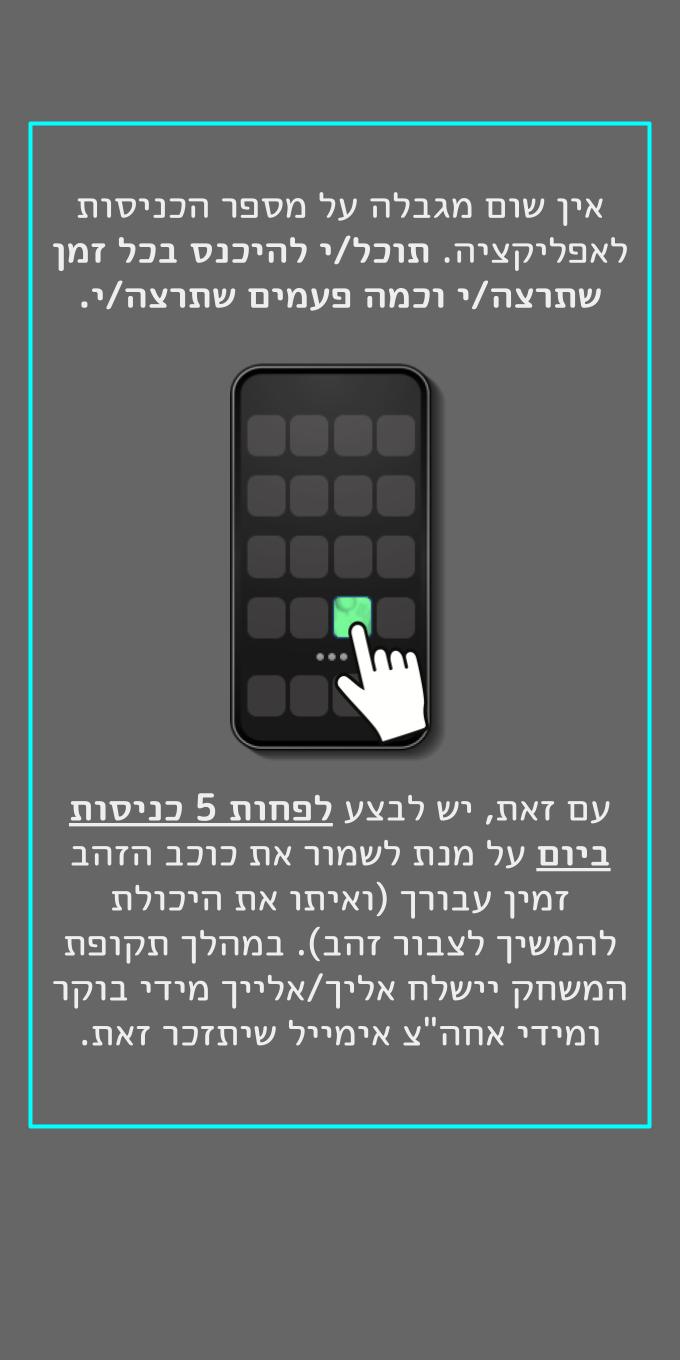 אין שום מגבלה על מספר הכניסות
לאפליקציה. תוכל/י להיכנס בכל זמן
שתרצה/י וכמה פעמים שתרצה/י.
עם זאת, יש לבצע לפחות 5 כניסות
ביום על מנת לשמור את כוכב הזהב
זמין עבורך (ואיתו את היכולת
להמשיך לצבור זהב). במהלך תקופת
המשחק יישלח אליך/אלייך מידי בוקר
ומידי אחה"צ אימייל שיתזכר זאת.